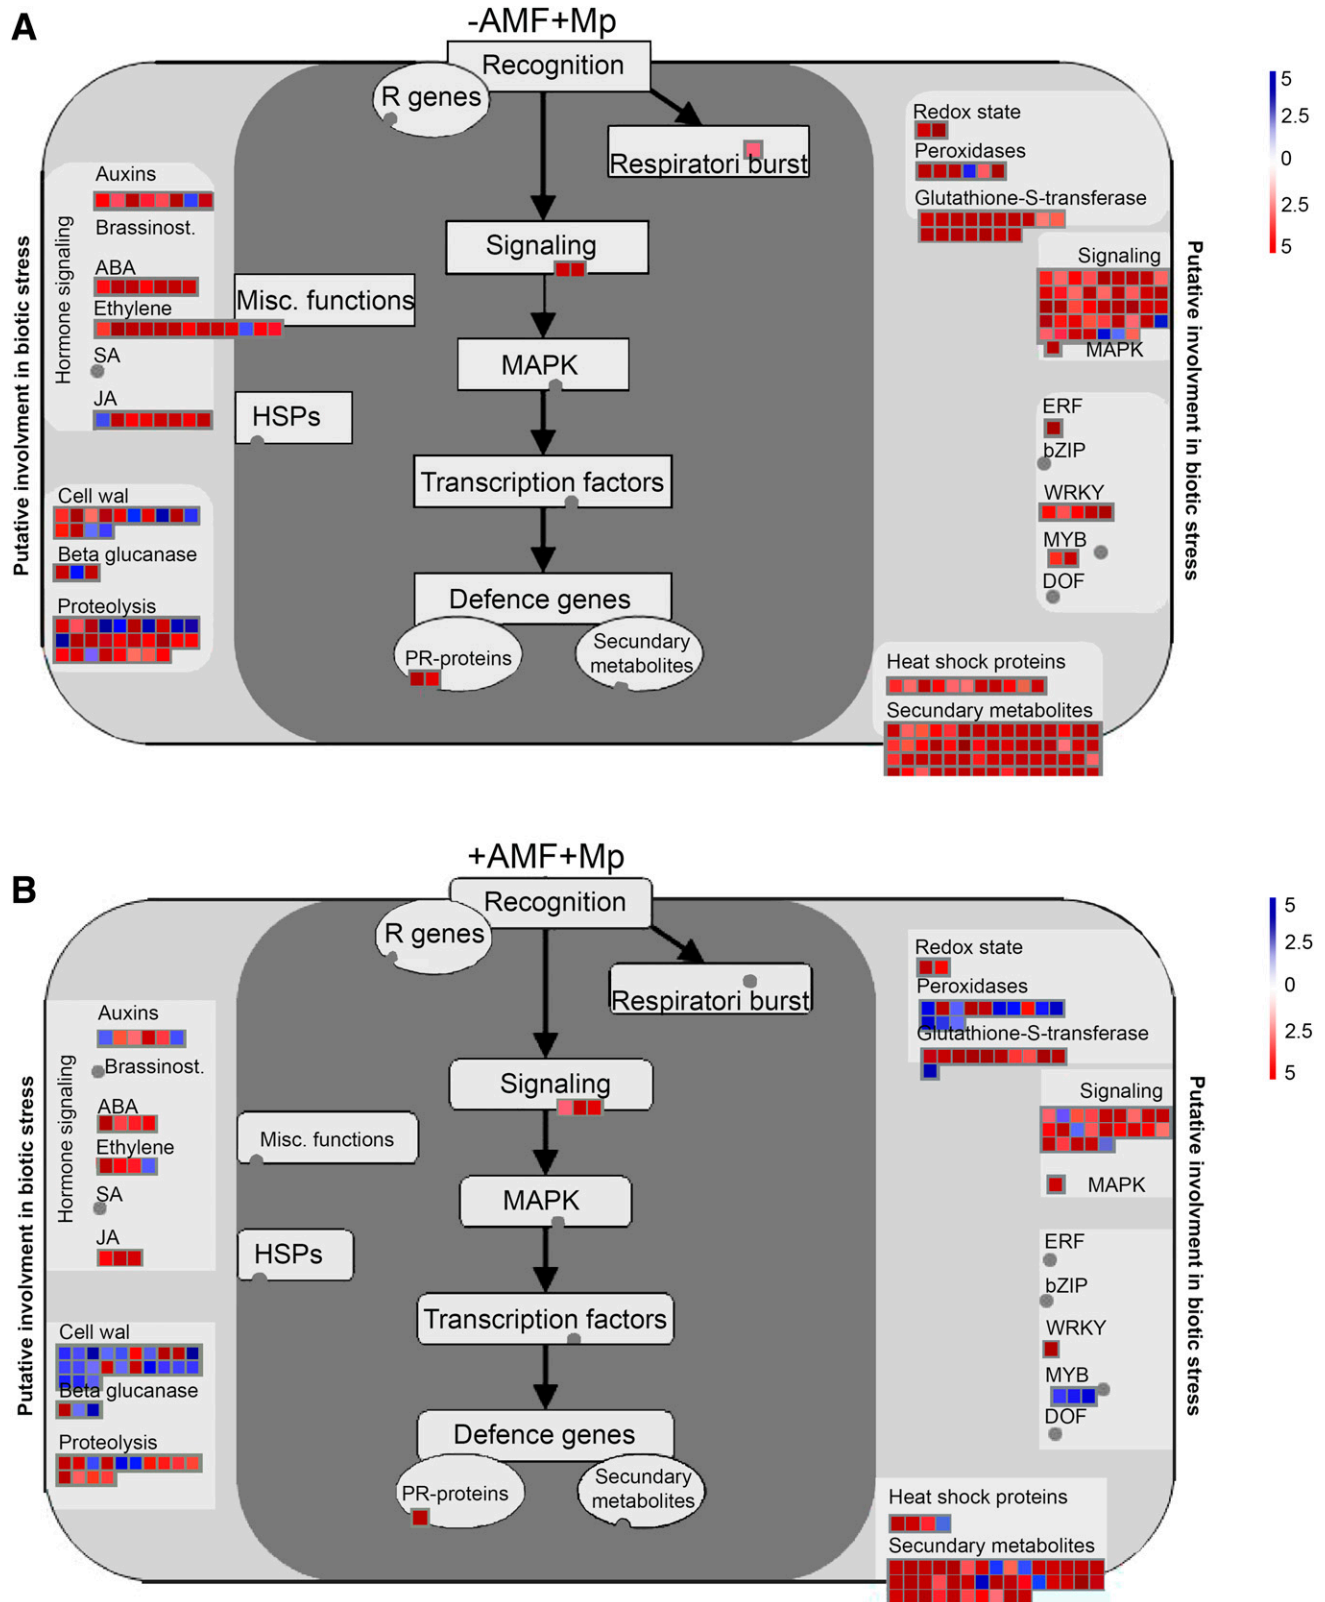 A
-AMF+Mp
Recognition
R genes
Respiratori burst
Signaling
Misc. functions
MAPK
HSPs
Transcription factors
Defence genes
PR-proteins
Secundary
metabolites
Putative involvment in biotic stress
Hormone signaling
Auxins
Brassinost.
ABA
Ethylene
SA
JA
Cell wal
Beta glucanase
Proteolysis
Redox state
Peroxidases
Glutathione-S-transferase
Signaling
MAPK
ERF
bZIP
WRKY
MYB
DOF
Heat shock proteins
Secundary metabolites
Putative involvment in biotic stress
5
2.5
0
2.5
5
B
+AMF+Mp
Recognition
R genes
Respiratori burst
Signaling
Misc. functions
MAPK
HSPs
Transcription factors
Defence genes
PR-proteins
Secundary
metabolites
Putative involvment in biotic stress
Hormone signaling
Auxins
Brassinost.
ABA
Ethylene
SA
JA
Cell wal
Beta glucanase
Proteolysis
Redox state
Peroxidases
Glutathione-S-transferase
Signaling
MAPK
ERF
bZIP
WRKY
MYB
DOF
Heat shock proteins
Secundary metabolites
Putative involvment in biotic stress
5
2.5
0
2.5
5